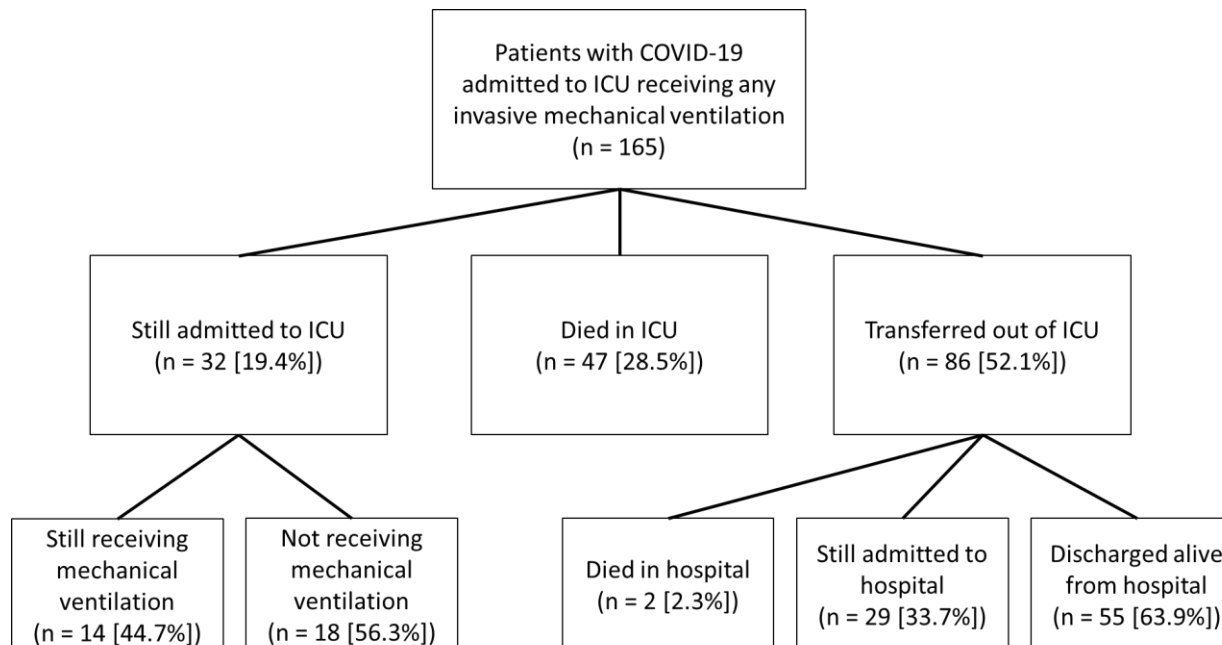 Patients with COVID-19
admitted to ICU receiving any
invasive mechanical ventilation
(n = 165)
Still admitted to ICU
(n = 32 [19.4%])
Died in ICU
(n = 47 [28.5%])
Transferred out of ICU
(n = 86 [52.1%])
Still receiving
mechanical
ventilation
(n = 14 [44.7%])
Not receiving
mechanical
ventilation
(n = 18 [56.3%])
Died in hospital
(n = 2 [2.3%])
Still admitted to
hospital
(n = 29 [33.7%])
Discharged alive
from hospital
(n = 55 [63.9%])